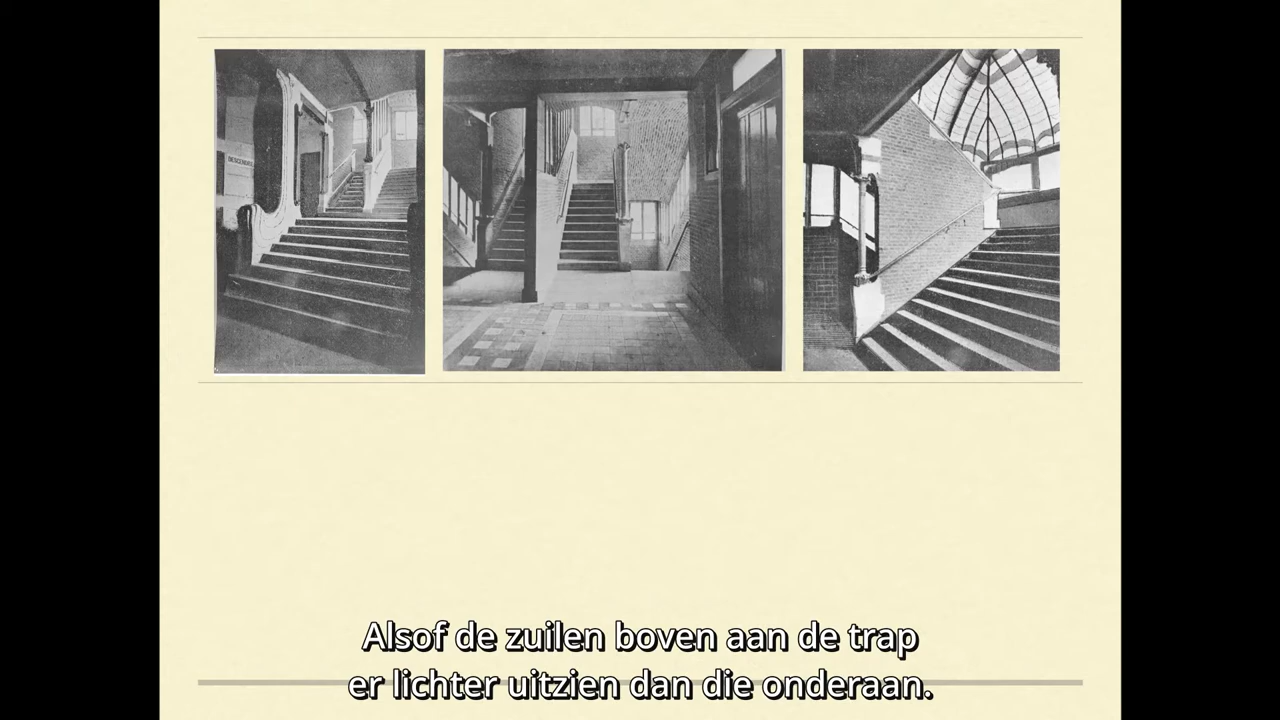 Alsof de zuilen boven aan de trap
er lichter uitzien dan die onderaan.